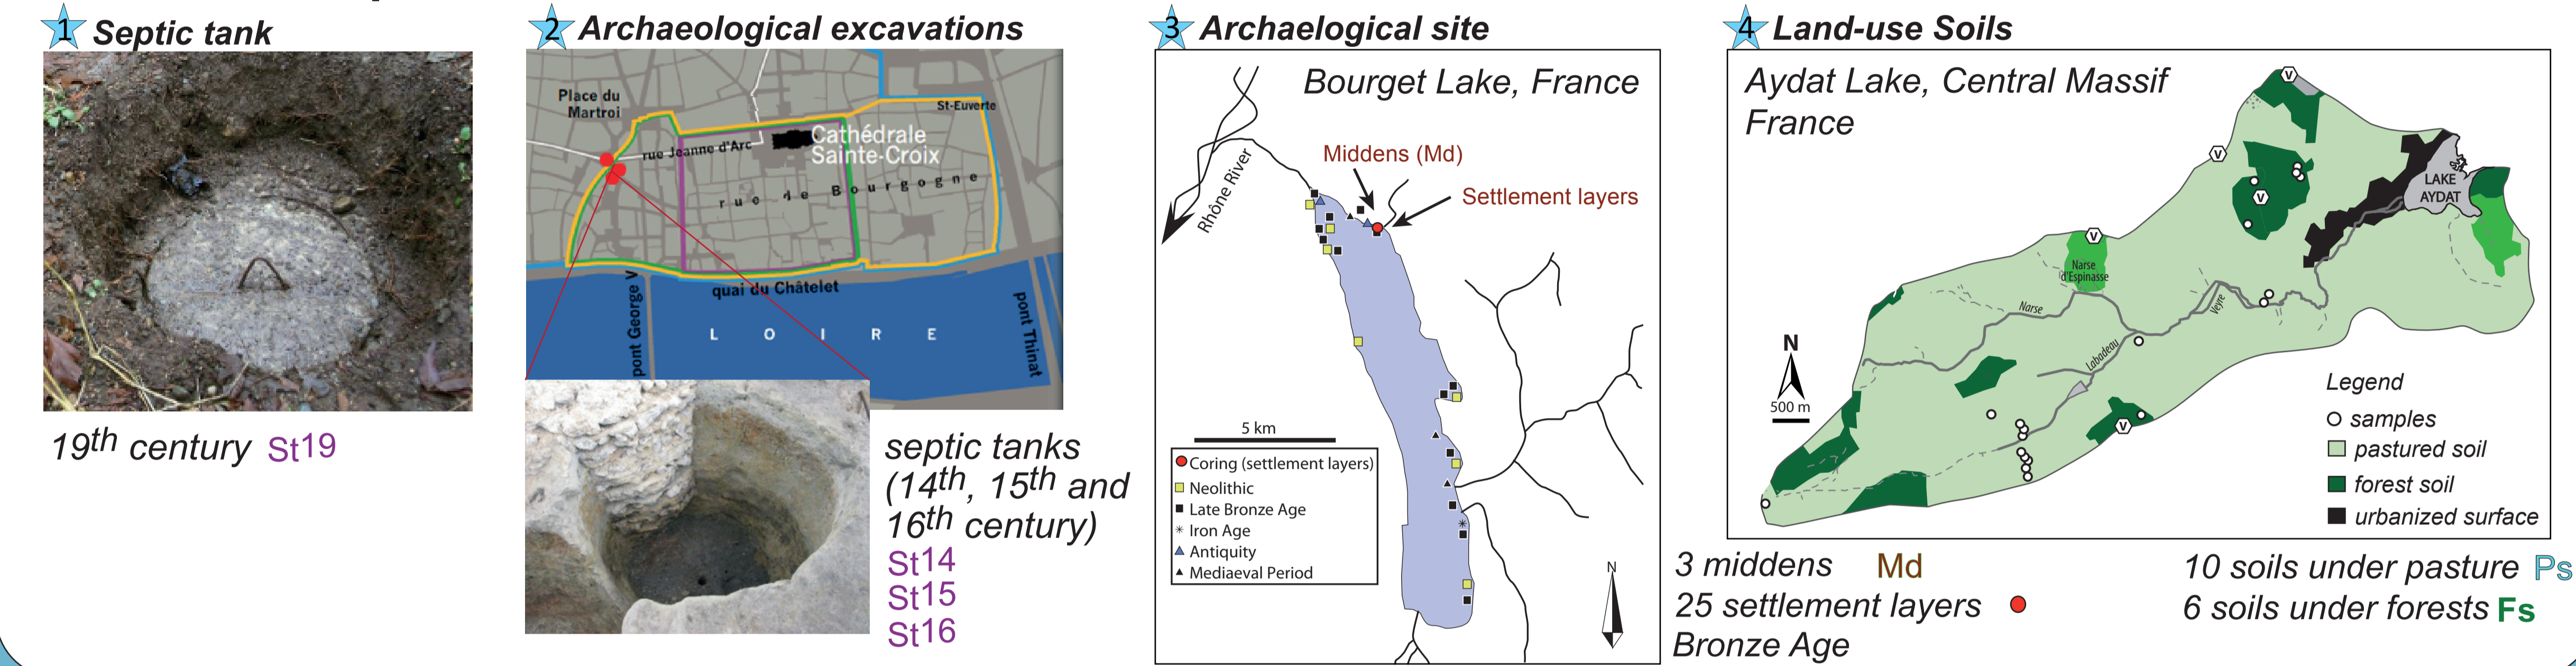 1 Septic tank
19th century St19
2 Archaeological excavations
Place du
Martroi
St-Euverte
Cathédrale
Sainte-Croix
rue Jeanne d'Arc
rue de Bourgogne
quai du Châtelet
pont George V
pont Thinat
LOIRE
septic tanks
(14th, 15th and
16th century)
St14
St15
St16
3 Archaelogical site
Bourget Lake, France
Middens (Md)
Settlement layers
Rhône River
5 km
Coring (settlement layers)
Neolithic
Late Bronze Age
Iron Age
Antiquity
Mediaeval Period
N
4 Land-use Soils
Aydat Lake, Central Massif
France
V
V
V
V
V
LAKE
AYDAT
Narse
d'Espinasse
Narse
Veyre
Labadeau
N
500 m
Legend
samples
pastured soil
forest soil
urbanized surface
3 middens Md
25 settlement layers
Bronze Age
10 soils under pasture Ps
6 soils under forests Fs